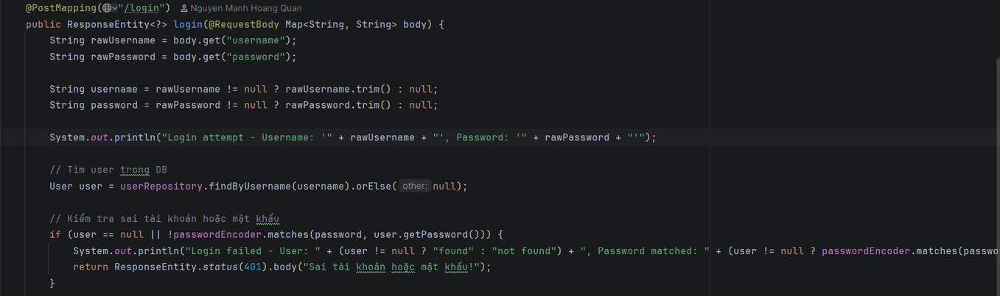 @PostMapping("/login") Nguyen Manh Hoang Quan
public ResponseEntity<?> login(@RequestBody Map<String, String> body) {
String rawUsername = body.get("username");
String rawPassword = body.get("password");
String username = rawUsername != null ? rawUsername.trim() : null;
String password = rawPassword != null ? rawPassword.trim() : null;
System.out.println("Login attempt - Username: '" + rawUsername + "', Password: '" + rawPassword + "'");
// Tìm user trong DB
User user = userRepository.findByUsername(username).orElse( other: null);
// Kiểm tra sai tài khoản hoặc mật khẩu
if (user == null || !passwordEncoder.matches(password, user.getPassword())) {
System.out.println("Login failed - User: " + (user != null ? "found" : "not found") + ", Password matched: " + (user != null ? passwordEncoder.matches(passwo
return ResponseEntity.status(401).body("Sai tài khoản hoặc mật khẩu!");
}